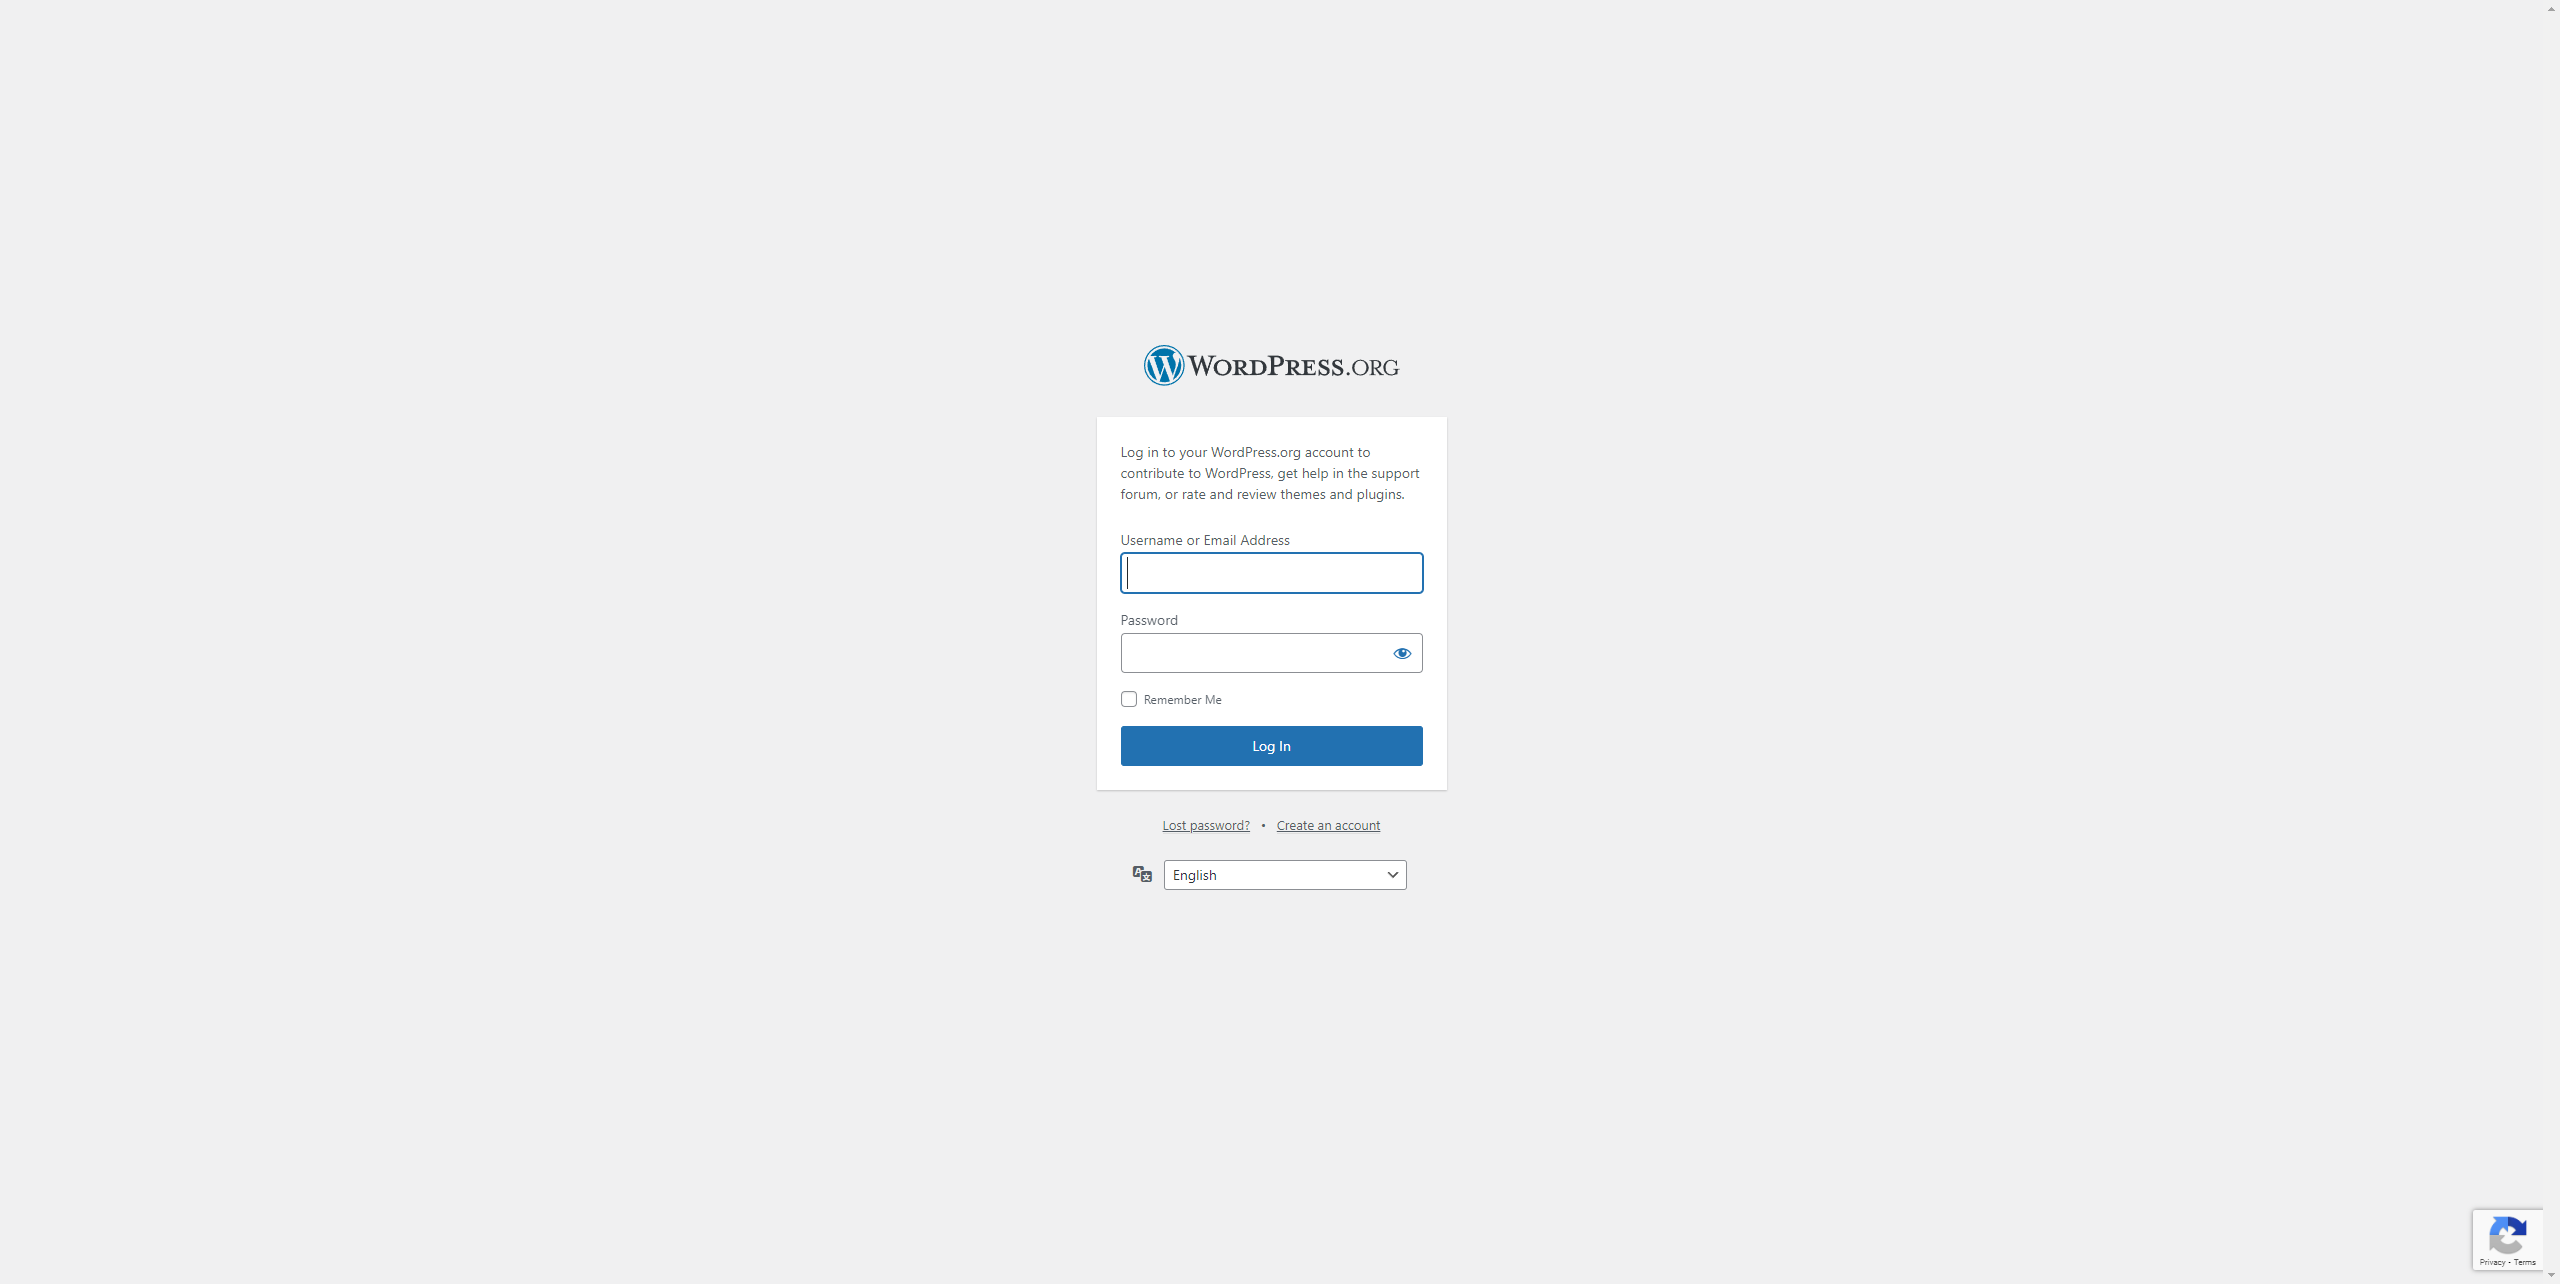 WORDPRESS.ORG
Log in to your WordPress.org account to
contribute to WordPress, get help in the support
forum, or rate and review themes and plugins.
Username or Email Address
Password
Remember Me
Log In
Lost password? • Create an account
English
Privacy - Terms